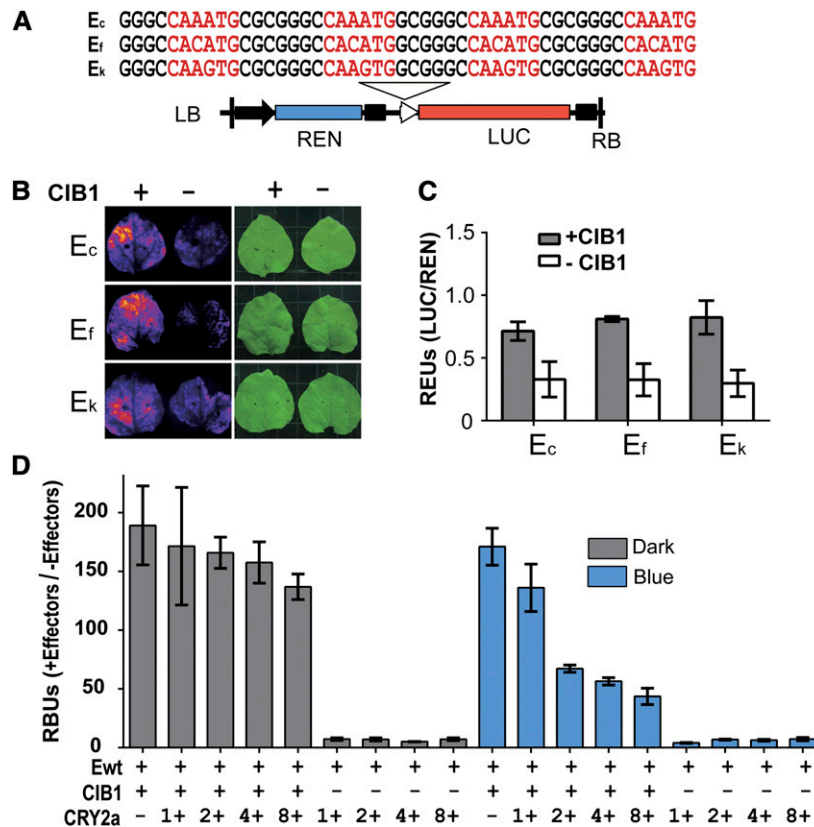 A
Ec GGGCCAAATGCGCGGGCCAAATGGCGGGCCAAATGCGCGGGCCAAATG
Ef GGGCCACATGCGCGGGCCACATGGCGGGCCACATGCGCGGGCCACATG
Ek GGGCCAAGTGCGCGGGCCAAGTGGCGGGCCAAGTGCGCGGGCCAAGTG
LB REN LUC RB
B
CIB1 + − + −
Ec
Ef
Ek
C
REUs (LUC/REN)
1.5
1.0
0.5
0
+CIB1
- CIB1
Ec Ef Ek
D
RBUs (+Effectors / -Effectors)
200
150
100
50
0
Dark
Blue
Ewt + + + + + + + + + + + + + + + + + +
CIB1 + + + + + − − − − + + + + + − − − −
CRY2a − 1+ 2+ 4+ 8+ 1+ 2+ 4+ 8+ − 1+ 2+ 4+ 8+ 1+ 2+ 4+ 8+